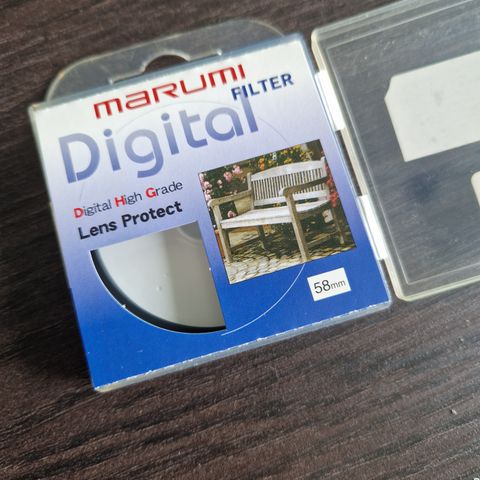 marumi
FILTER
Digital
Digital High Grade
Lens Protect
58mm